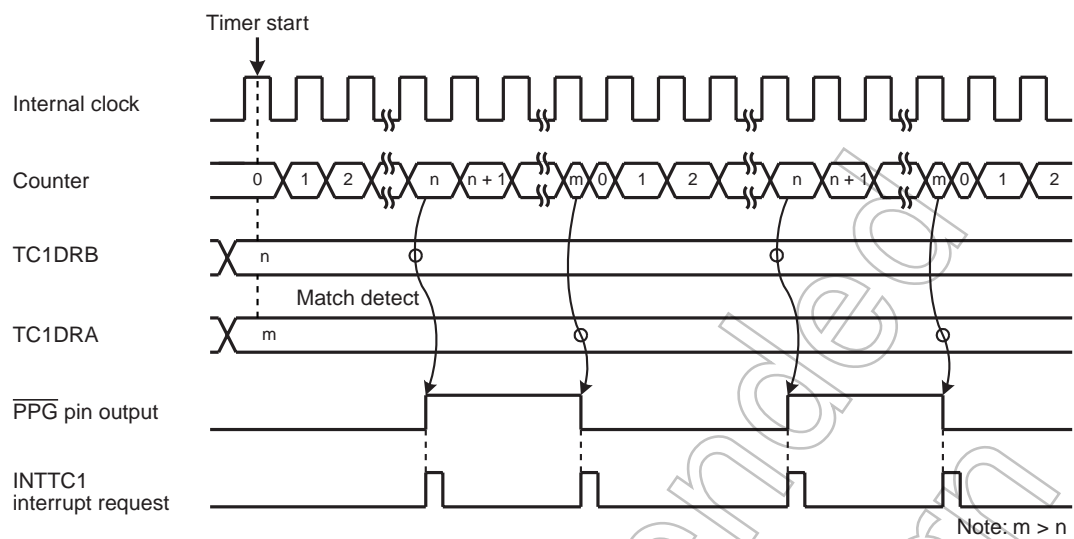 Timer start
Internal clock
Counter
0 1 2 n n + 1 m 0 1 2 n n + 1 m 0 1 2
TC1DRB
n
Match detect
TC1DRA
m
PPG pin output
INTTC1
interrupt request
Note: m > n